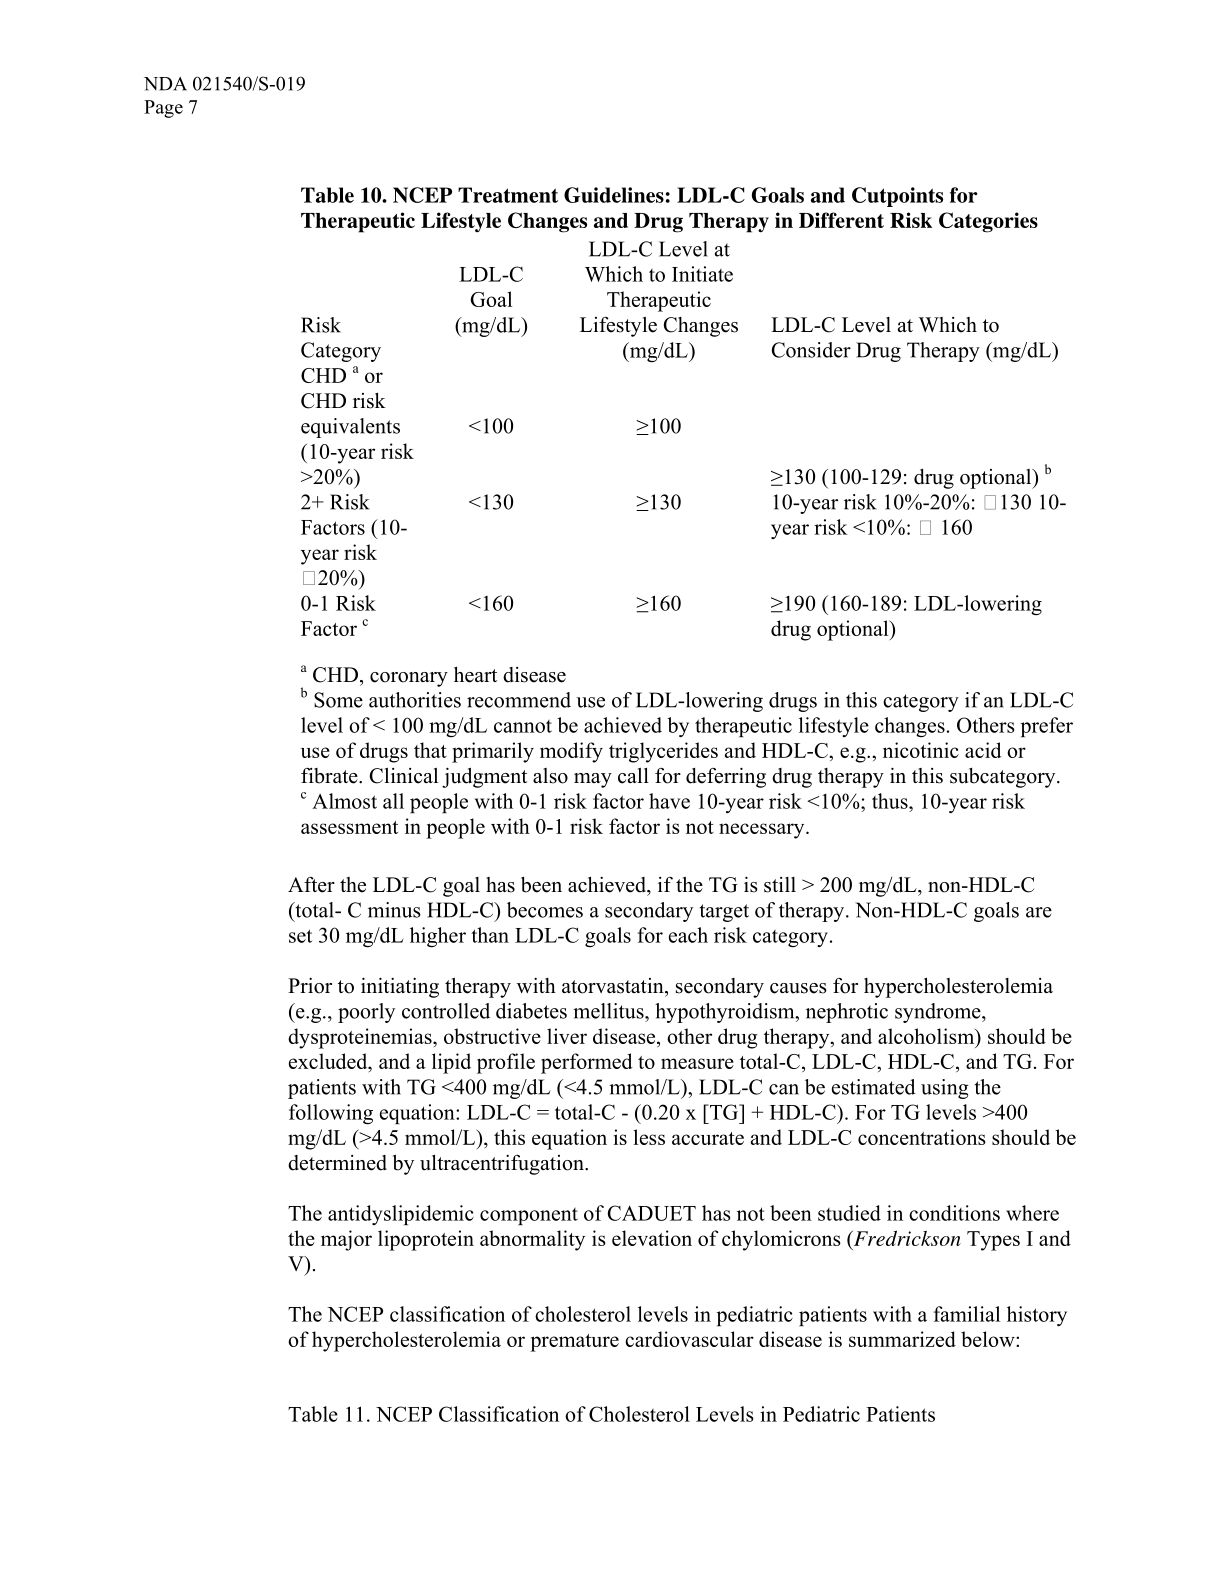 NDA 021540/S-019
Page 7
Table 10. NCEP Treatment Guidelines: LDL-C Goals and Cutpoints for
Therapeutic Lifestyle Changes and Drug Therapy in Different Risk Categories
Risk
Category
LDL-C
Goal
(mg/dL)
LDL-C Level at
Which to Initiate
Therapeutic
Lifestyle Changes
(mg/dL)
LDL-C Level at Which to
Consider Drug Therapy (mg/dL)
CHD a or
CHD risk
equivalents
(10-year risk
>20%)
<100
≥100
≥130 (100-129: drug optional) b
2+ Risk
Factors (10-
year risk
□20%)
<130
≥130
10-year risk 10%-20%: □130 10-
year risk <10%: □ 160
0-1 Risk
Factor c
<160
≥160
≥190 (160-189: LDL-lowering
drug optional)
a CHD, coronary heart disease
b Some authorities recommend use of LDL-lowering drugs in this category if an LDL-C
level of < 100 mg/dL cannot be achieved by therapeutic lifestyle changes. Others prefer
use of drugs that primarily modify triglycerides and HDL-C, e.g., nicotinic acid or
fibrate. Clinical judgment also may call for deferring drug therapy in this subcategory.
c Almost all people with 0-1 risk factor have 10-year risk <10%; thus, 10-year risk
assessment in people with 0-1 risk factor is not necessary.
After the LDL-C goal has been achieved, if the TG is still > 200 mg/dL, non-HDL-C
(total- C minus HDL-C) becomes a secondary target of therapy. Non-HDL-C goals are
set 30 mg/dL higher than LDL-C goals for each risk category.
Prior to initiating therapy with atorvastatin, secondary causes for hypercholesterolemia
(e.g., poorly controlled diabetes mellitus, hypothyroidism, nephrotic syndrome,
dysproteinemias, obstructive liver disease, other drug therapy, and alcoholism) should be
excluded, and a lipid profile performed to measure total-C, LDL-C, HDL-C, and TG. For
patients with TG <400 mg/dL (<4.5 mmol/L), LDL-C can be estimated using the
following equation: LDL-C = total-C - (0.20 x [TG] + HDL-C). For TG levels >400
mg/dL (>4.5 mmol/L), this equation is less accurate and LDL-C concentrations should be
determined by ultracentrifugation.
The antidyslipidemic component of CADUET has not been studied in conditions where
the major lipoprotein abnormality is elevation of chylomicrons (Fredrickson Types I and
V).
The NCEP classification of cholesterol levels in pediatric patients with a familial history
of hypercholesterolemia or premature cardiovascular disease is summarized below:
Table 11. NCEP Classification of Cholesterol Levels in Pediatric Patients